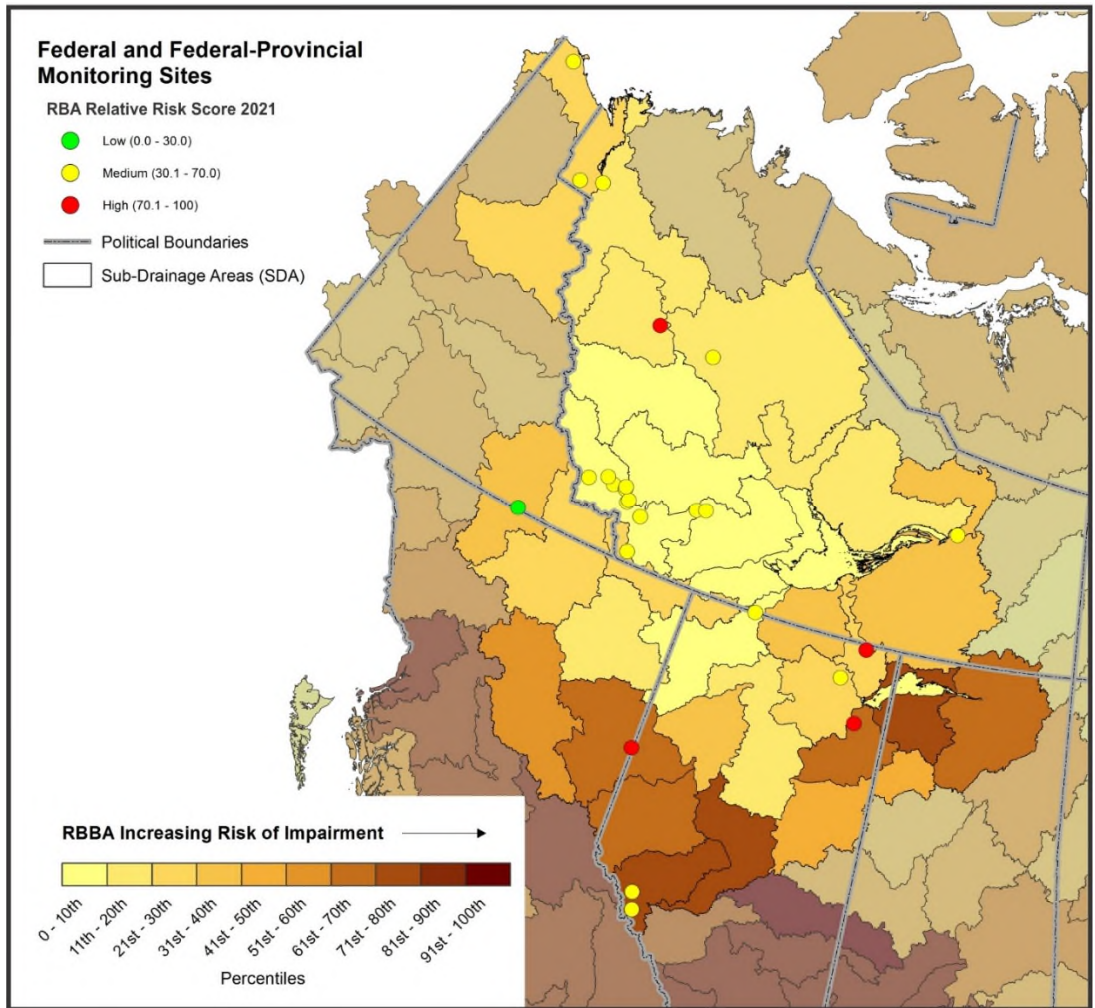 Federal and Federal-Provincial
Monitoring Sites
RBA Relative Risk Score 2021
Low (0.0 - 30.0)
Medium (30.1 - 70.0)
High (70.1 - 100)
Political Boundaries
Sub-Drainage Areas (SDA)
RBBA Increasing Risk of Impairment
0 - 10th
11th - 20th
21st - 30th
31st - 40th
41st - 50th
51st - 60th
61st - 70th
71st - 80th
81st - 90th
91st - 100th
Percentiles